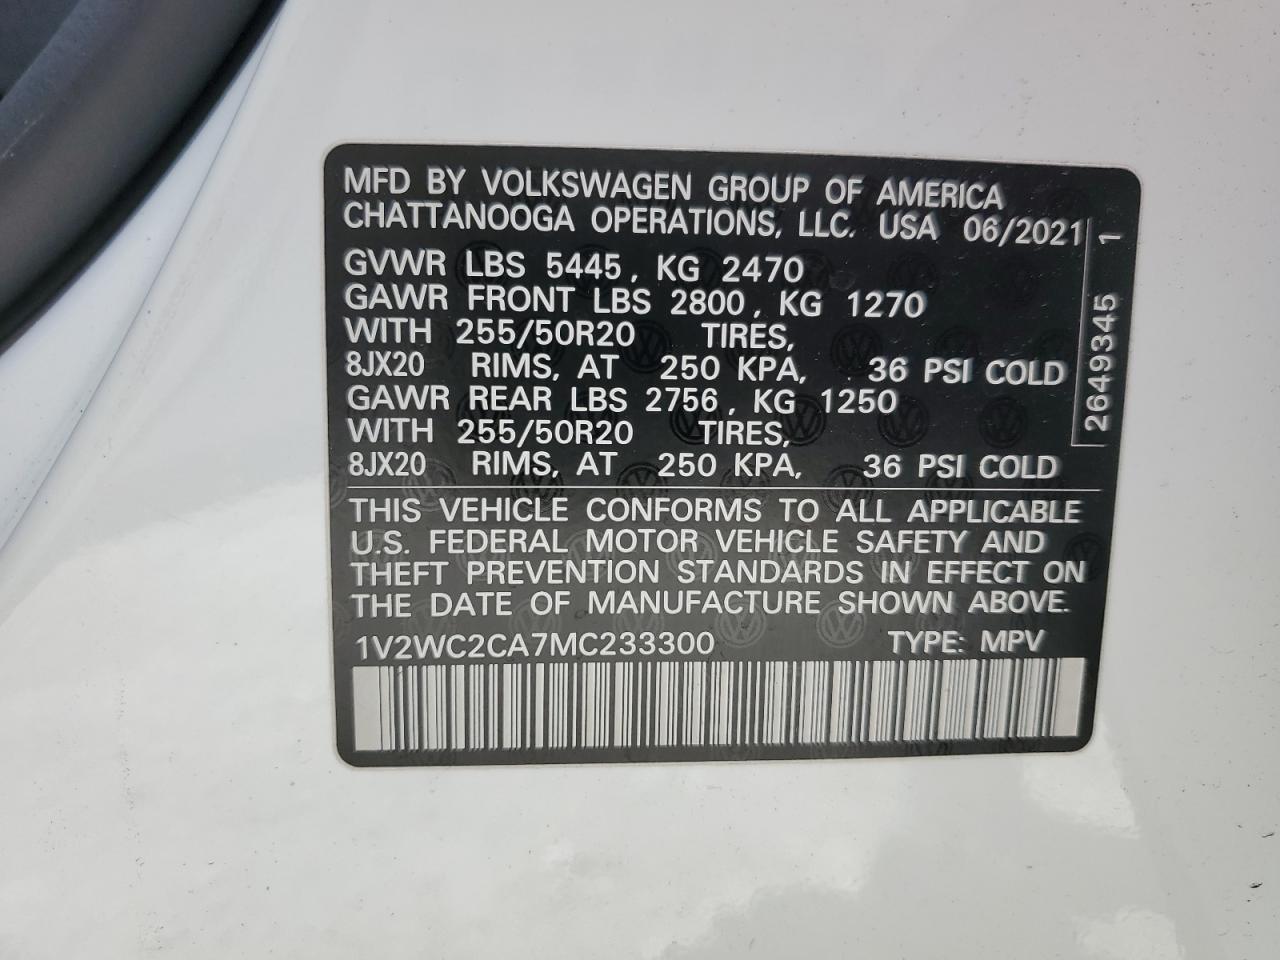 MFD BY VOLKSWAGEN GROUP OF AMERICA
CHATTANOOGA OPERATIONS, LLC. USA 06/2021
GVWR LBS 5445, KG 2470
GAWR FRONT LBS 2800, KG 1270
WITH 255/50R20 TIRES,
8JX20 RIMS, AT 250 KPA, 36 PSI COLD
GAWR REAR LBS 2756, KG 1250
WITH 255/50R20 TIRES,
8JX20 RIMS, AT 250 KPA, 36 PSI COLD
2649345 1
THIS VEHICLE CONFORMS TO ALL APPLICABLE
U.S. FEDERAL MOTOR VEHICLE SAFETY AND
THEFT PREVENTION STANDARDS IN EFFECT ON
THE DATE OF MANUFACTURE SHOWN ABOVE.
1V2WC2CA7MC233300 TYPE: MPV